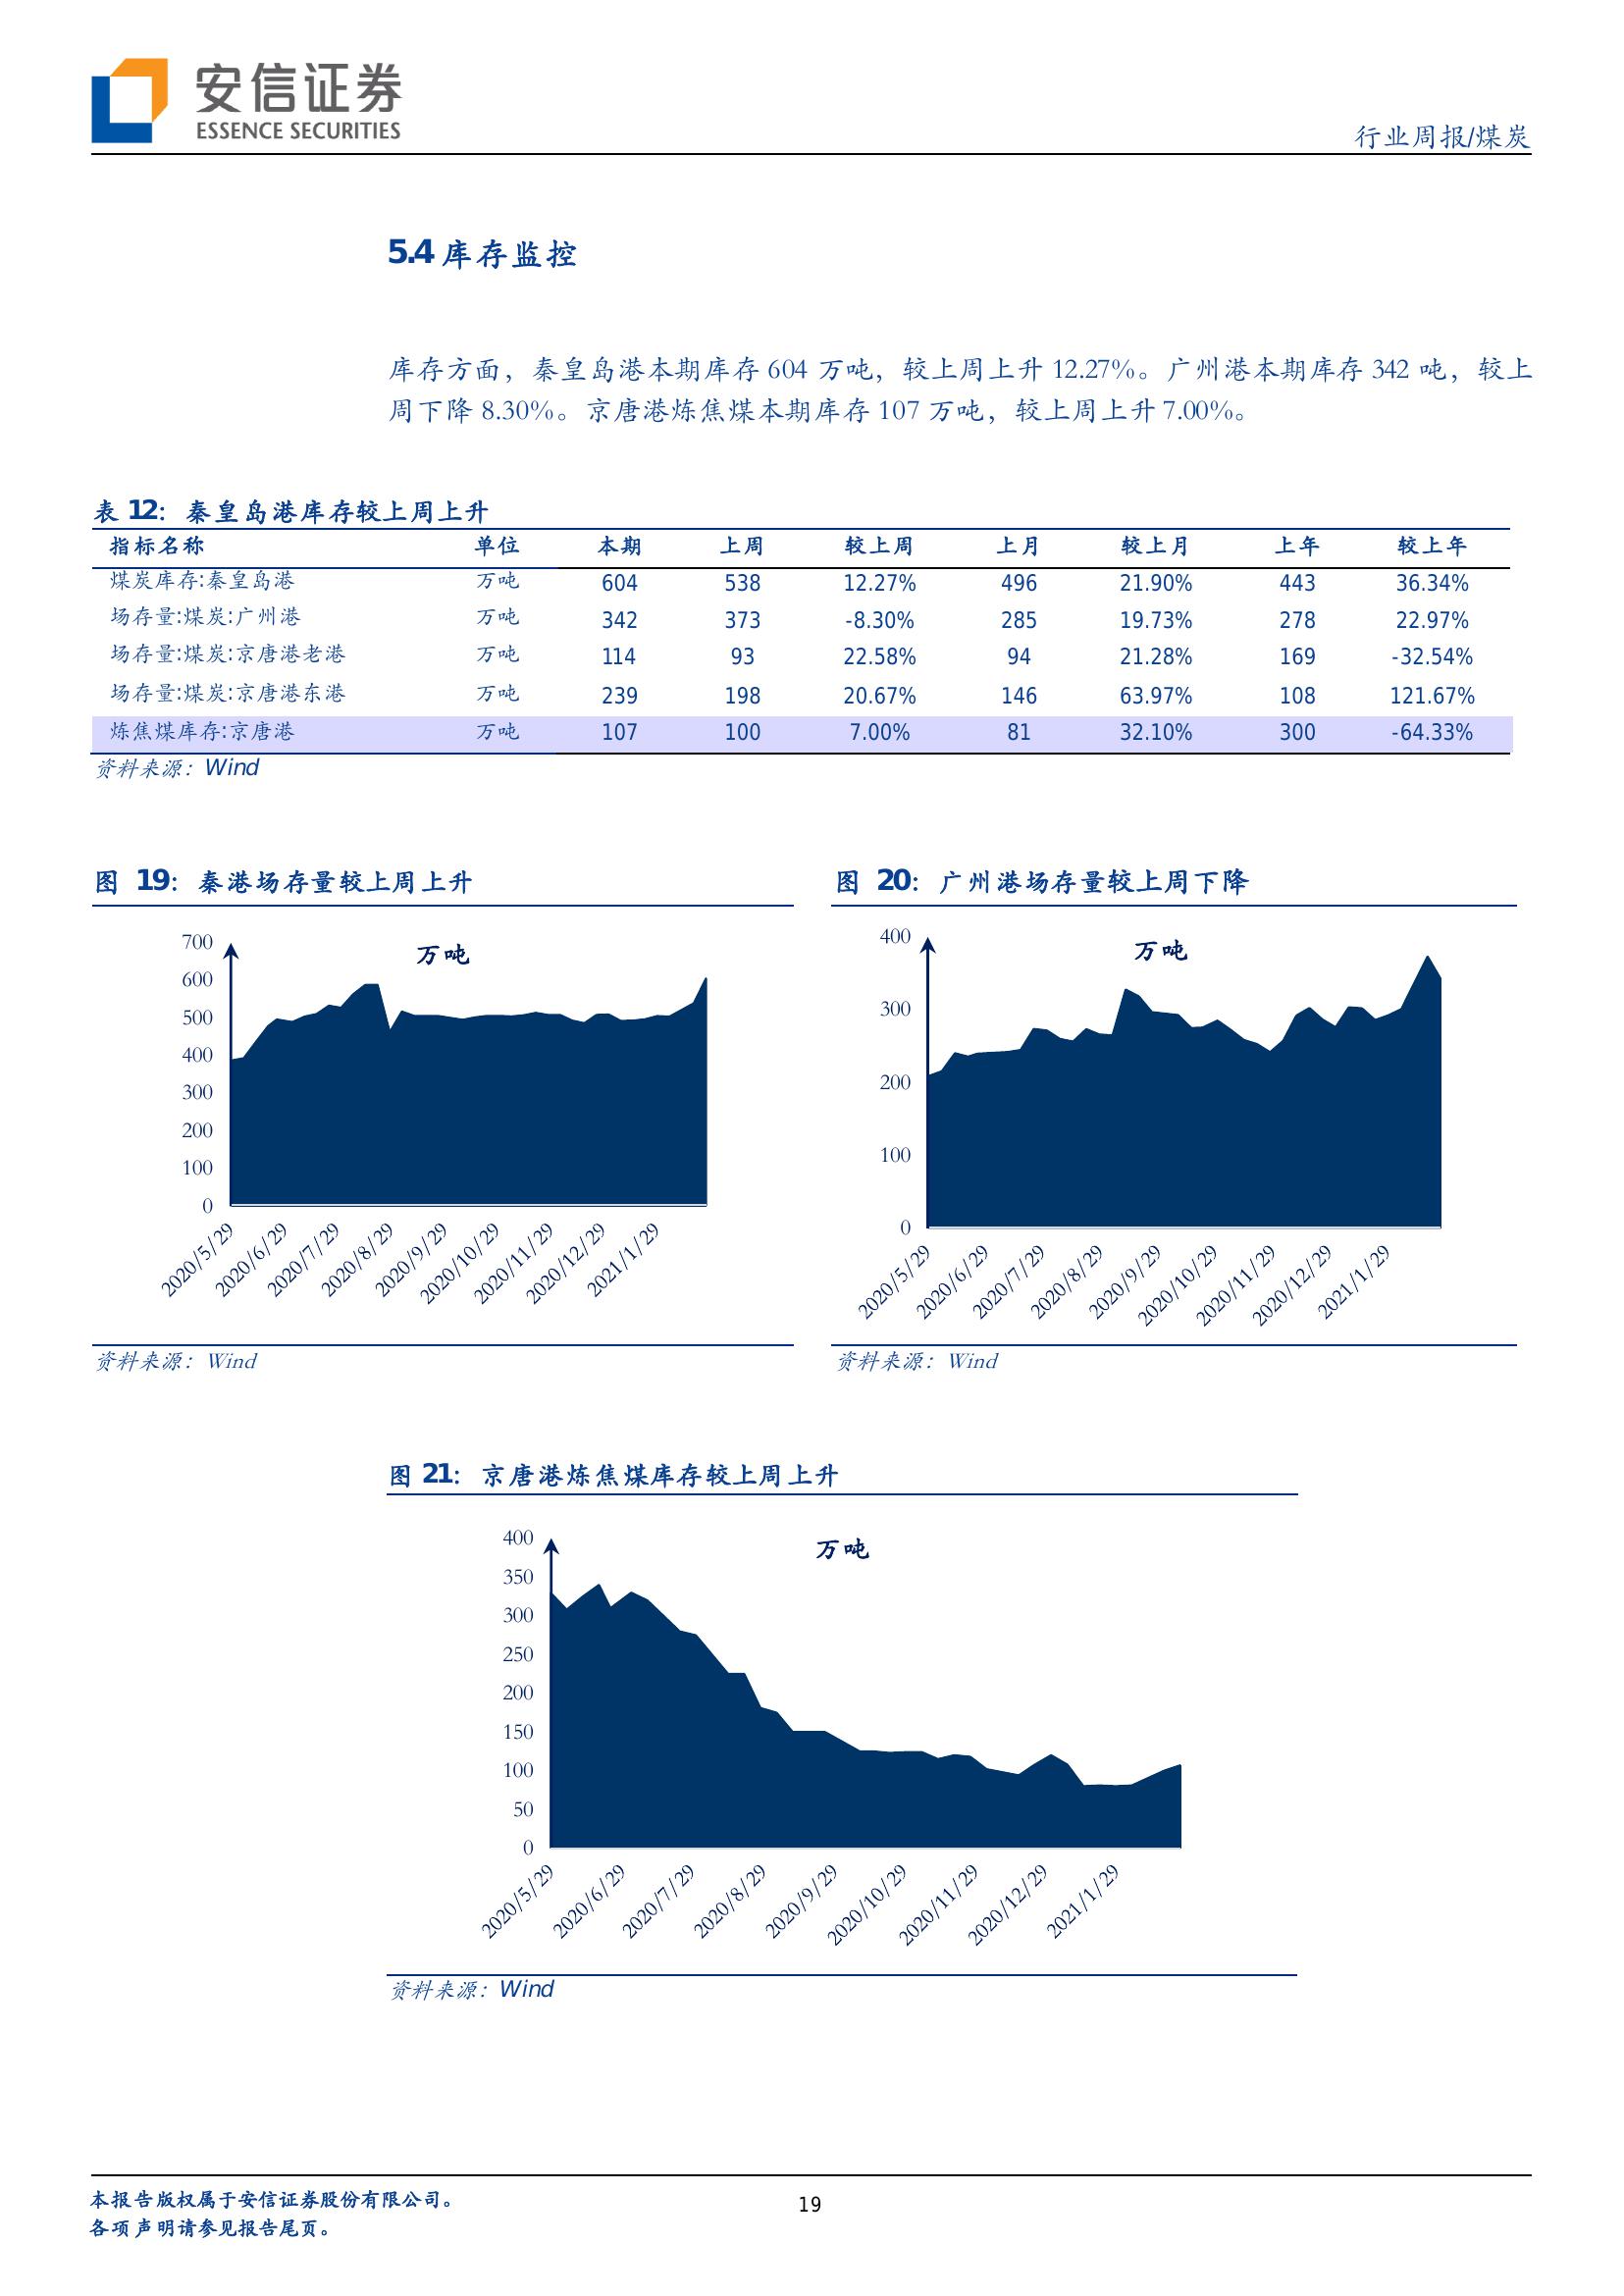 安信证券
ESSENCE SECURITIES
行业周报/煤炭
5.4 库存监控
库存方面，秦皇岛港本期库存 604 万吨，较上周上升 12.27%。广州港本期库存 342 吨，较上
周下降 8.30%。京唐港炼焦煤本期库存 107 万吨，较上周上升 7.00%。
表 12：秦皇岛港库存较上周上升
指标名称 单位 本期 上周 较上周 上月 较上月 上年 较上年
煤炭库存:秦皇岛港 万吨 604 538 12.27% 496 21.90% 443 36.34%
场存量:煤炭:广州港 万吨 342 373 -8.30% 285 19.73% 278 22.97%
场存量:煤炭:京唐港老港 万吨 114 93 22.58% 94 21.28% 169 -32.54%
场存量:煤炭:京唐港东港 万吨 239 198 20.67% 146 63.97% 108 121.67%
炼焦煤库存:京唐港 万吨 107 100 7.00% 81 32.10% 300 -64.33%
资料来源：Wind
图 19：秦港场存量较上周上升
万吨
700
600
500
400
300
200
100
0
2020/5/29 2020/6/29 2020/7/29 2020/8/29 2020/9/29 2020/10/29 2020/11/29 2020/12/29 2021/1/29
资料来源：Wind
图 20：广州港场存量较上周下降
万吨
400
300
200
100
0
2020/5/29 2020/6/29 2020/7/29 2020/8/29 2020/9/29 2020/10/29 2020/11/29 2020/12/29 2021/1/29
资料来源：Wind
图 21：京唐港炼焦煤库存较上周上升
万吨
400
350
300
250
200
150
100
50
0
2020/5/29 2020/6/29 2020/7/29 2020/8/29 2020/9/29 2020/10/29 2020/11/29 2020/12/29 2021/1/29
资料来源：Wind
本报告版权属于安信证券股份有限公司。
各项声明请参见报告尾页。
19